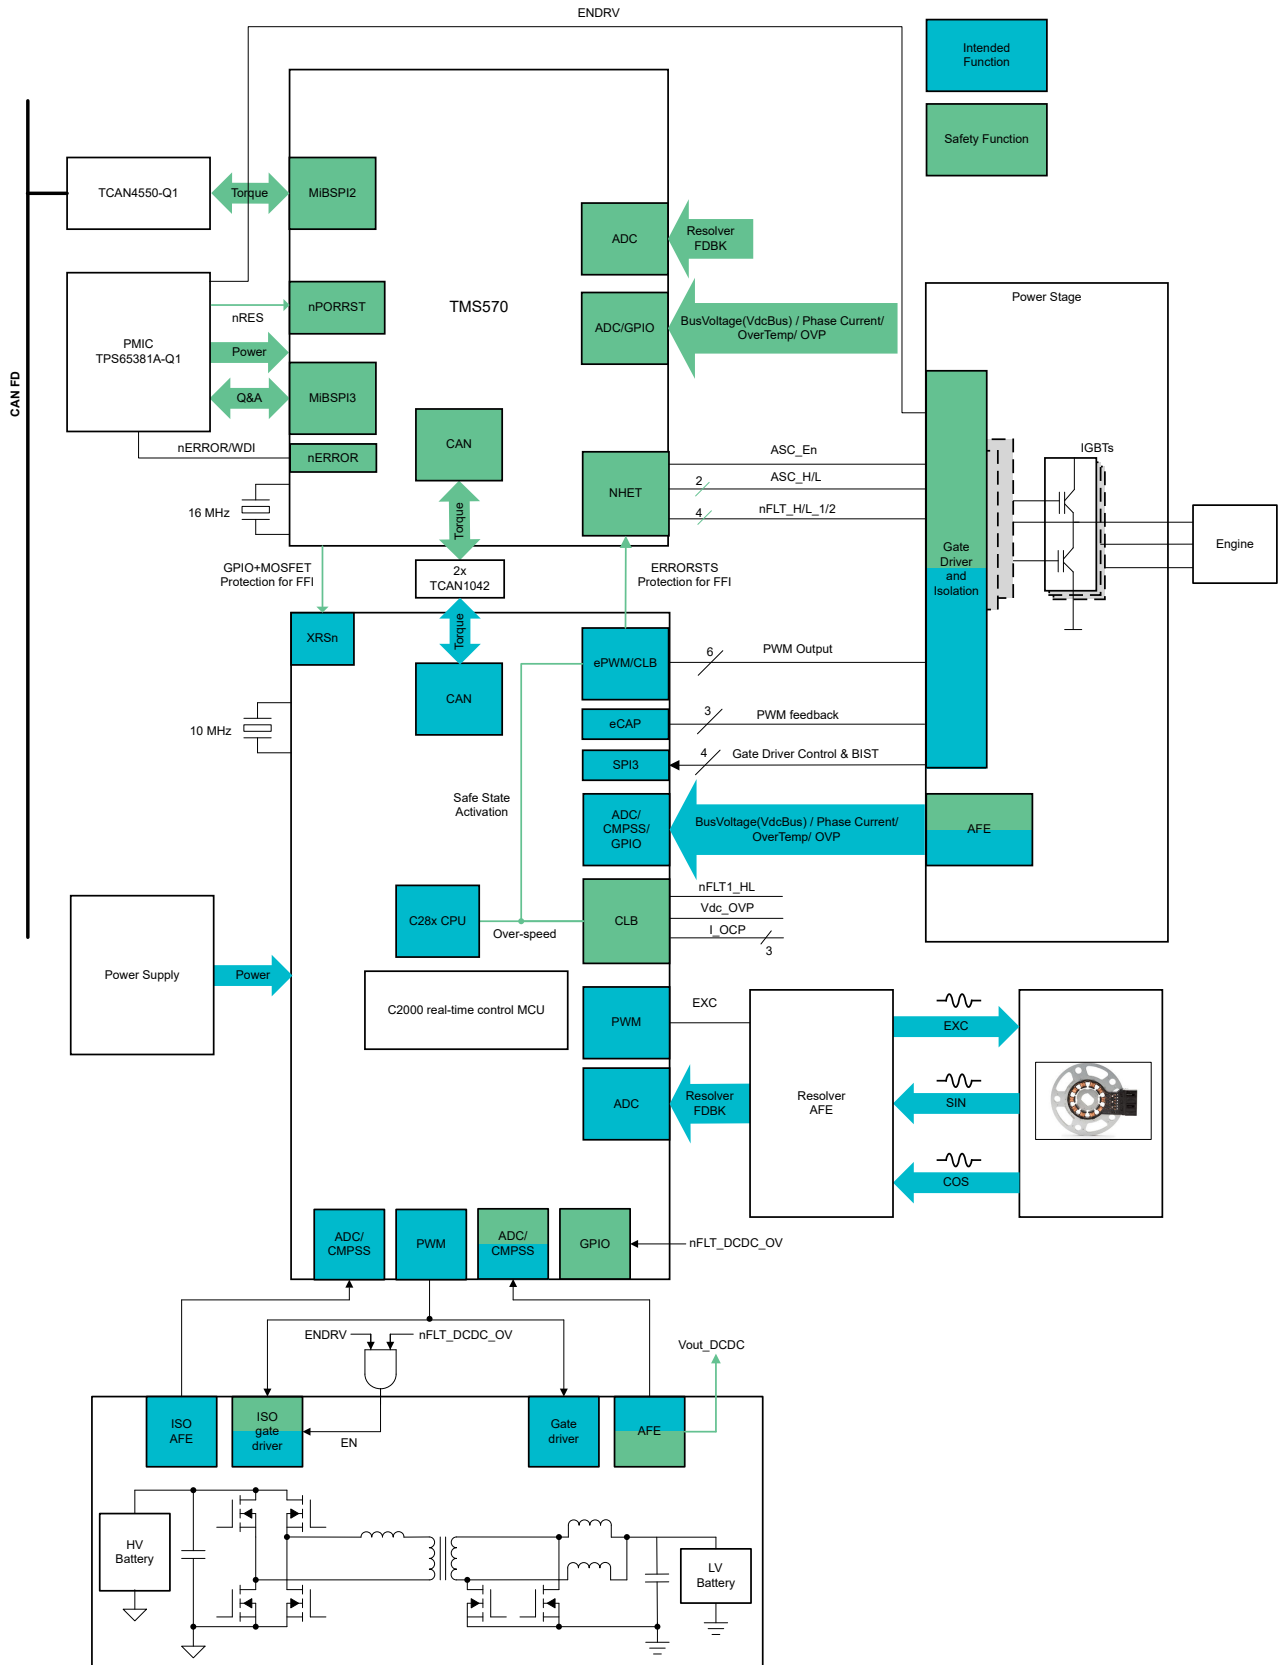 ENDRV
Intended
Function
Safety Function
CAN FD
TCAN4550-Q1
Torque
MiBSPI2
ADC
Resolver
FDBK
PMIC
TPS65381A-Q1
nRES
nPORRST
TMS570
ADC/GPIO
BusVoltage(VdcBus) / Phase Current/
OverTemp/ OVP
Power
Q&A
MiBSPI3
nERROR/WDI
nERROR
CAN
16 MHz
NHET
ASC_En
2
ASC_H/L
4
nFLT_H/L_1/2
Torque
Power Stage
IGBTs
Gate
Driver
and
Isolation
Engine
GPIO+MOSFET
Protection for FFI
2x
TCAN1042
ERRORSTS
Protection for FFI
XRSn
Torque
CAN
ePWM/CLB
6
PWM Output
10 MHz
eCAP
3
PWM feedback
SPI3
4
Gate Driver Control & BIST
Safe State
Activation
ADC/
CMPSS/
GPIO
BusVoltage(VdcBus) / Phase Current/
OverTemp/ OVP
AFE
C28x CPU
Over-speed
CLB
nFLT1_HL
Vdc_OVP
I_OCP
3
Power Supply
Power
C2000 real-time control MCU
PWM
EXC
ADC
Resolver
FDBK
Resolver
AFE
EXC
SIN
COS
ADC/
CMPSS
PWM
ADC/
CMPSS
GPIO
nFLT_DCDC_OV
ENDRV
nFLT_DCDC_OV
Vout_DCDC
ISO
AFE
ISO
gate
driver
EN
Gate
driver
AFE
HV
Battery
LV
Battery